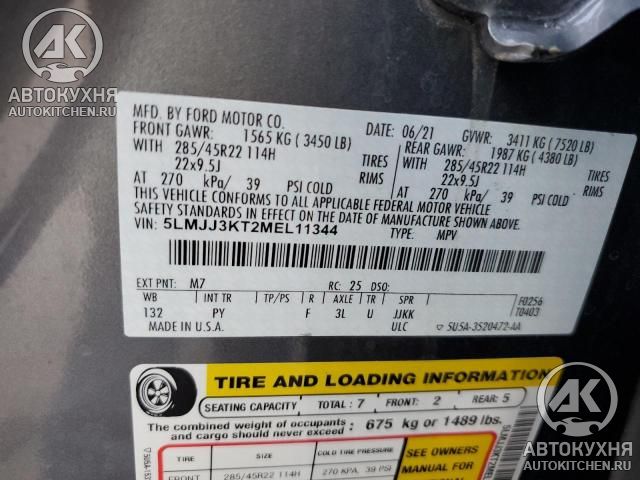 AK
АВТОКУХНЯ
AUTOKITCHEN.RU
MFD. BY FORD MOTOR CO.
DATE: 06/21 GVWR: 3411 KG (7520 LB)
FRONT GAWR: 1565 KG ( 3450 LB) REAR GAWR: 1987 KG ( 4380 LB)
WITH 285/45R22 114H TIRES WITH 285/45R22 114H TIRES
22x9.5J RIMS 22x9.5J RIMS
AT 270 kPa/ 39 PSI COLD AT 270 kPa/ 39 PSI COLD
THIS VEHICLE CONFORMS TO ALL APPLICABLE FEDERAL MOTOR VEHICLE
SAFETY STANDARDS IN EFFECT ON THE DATE OF MANUFACTURE SHOWN ABOVE.
VIN: 5LMJJ3KT2MEL11344
TYPE: MPV
EXT PNT: M7 RC: 25 DSO:
WB INT TR TP/PS R AXLE TR SPR F0256
132 PY F 3L U JJKK T0403
MADE IN U.S.A. ULC 5U5A-3520472-AA
TIRE AND LOADING INFORMATION
SEATING CAPACITY TOTAL: 7 FRONT: 2 REAR: 5
The combined weight of occupants
and cargo should never exceed: 675 kg or 1489 lbs.
TIRE SIZE COLD TIRE PRESSURE
FRONT 285/45R22 114H 270 KPA, 39 PSI
SEE OWNERS
MANUAL FOR
AK
АВТОКУХНЯ
AUTOKITCHEN.RU